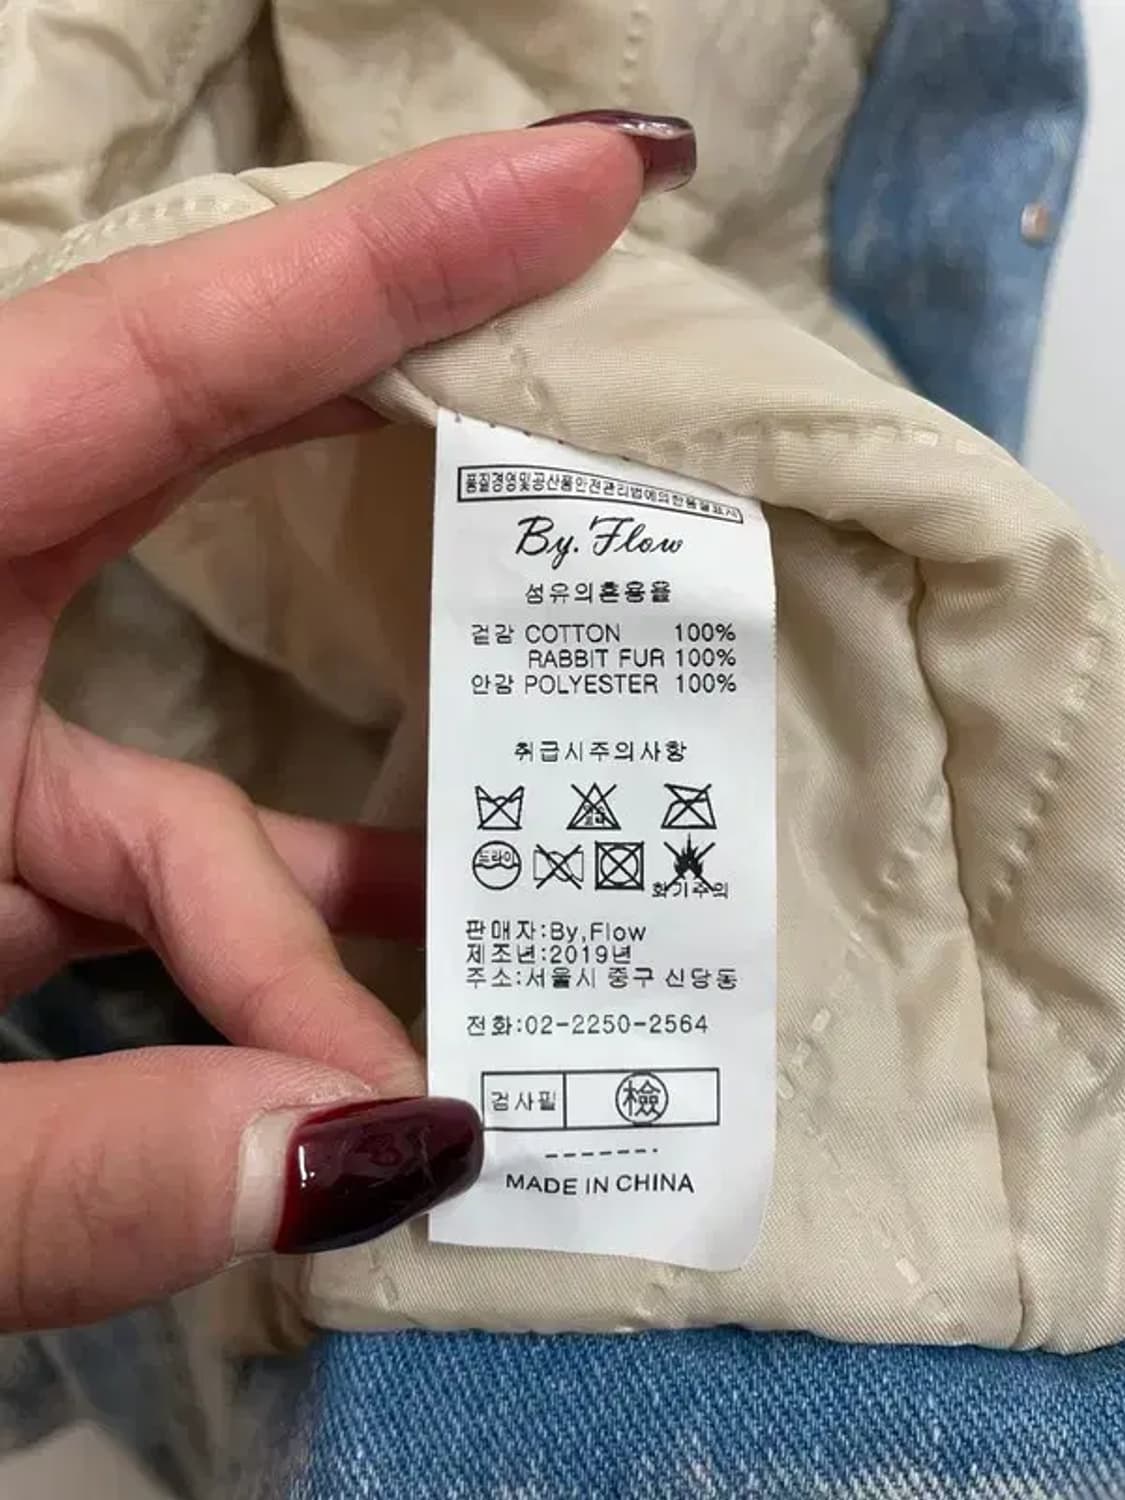 품질경영및공산품안전관리법에의한품질표시
By. Flow
섬유의혼용율
겉감 COTTON 100%
RABBIT FUR 100%
안감 POLYESTER 100%
취급시주의사항
드라이
화기주의
판매자:By,Flow
제조년:2019년
주소:서울시 중구 신당동
전화:02-2250-2564
검사필 檢
MADE IN CHINA